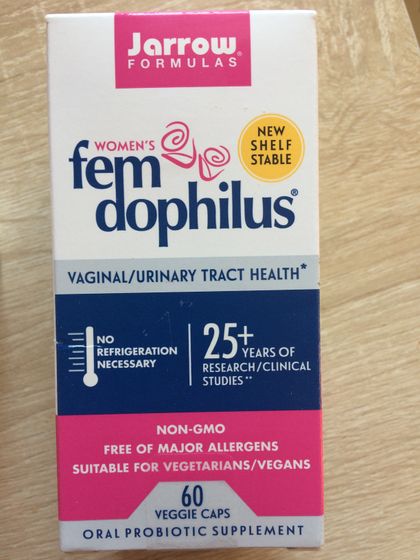 Jarrow®
FORMULAS
WOMEN'S
fem
dophilus®
NEW
SHELF
STABLE
VAGINAL/URINARY TRACT HEALTH*
NO
REFRIGERATION
NECESSARY
25+ YEARS OF
RESEARCH/CLINICAL
STUDIES**
NON-GMO
FREE OF MAJOR ALLERGENS
SUITABLE FOR VEGETARIANS/VEGANS
60
VEGGIE CAPS
ORAL PROBIOTIC SUPPLEMENT